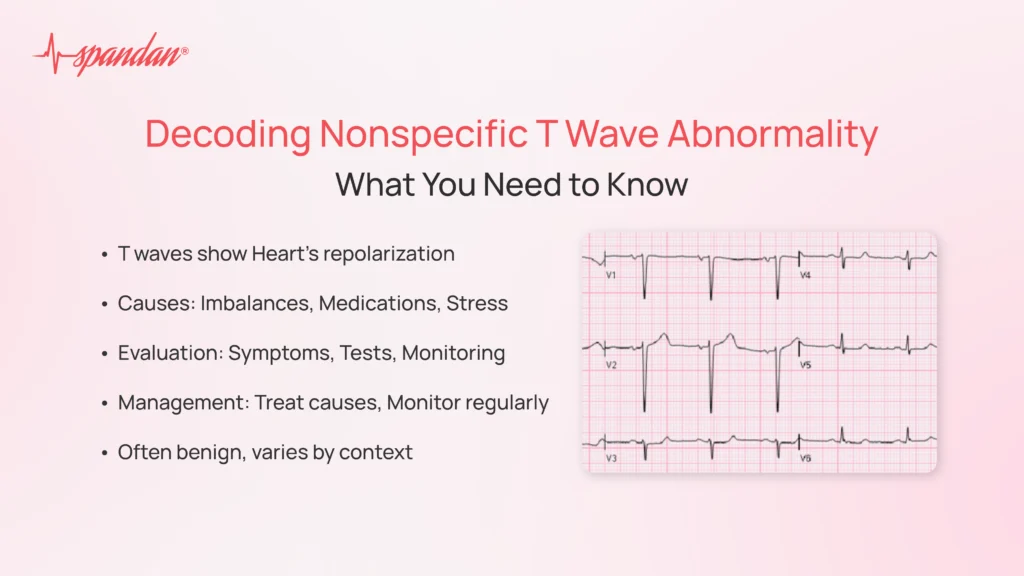 spandan®
Decoding Nonspecific T Wave Abnormality
What You Need to Know
• T waves show Heart's repolarization
• Causes: Imbalances, Medications, Stress
• Evaluation: Symptoms, Tests, Monitoring
• Management: Treat causes, Monitor regularly
• Often benign, varies by context
V1 V4
V2 V5
V3 V6